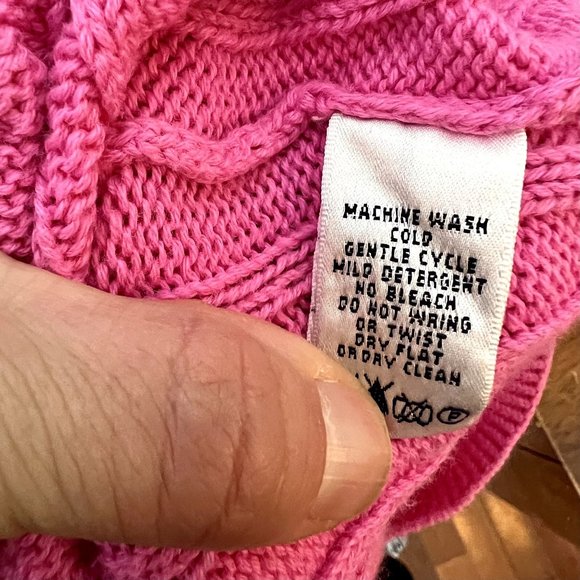 MACHINE WASH
COLD
GENTLE CYCLE
MILD DETERGENT
NO BLEACH
DO NOT WRING
OR TWIST
DRY FLAT
OR DRY CLEAN
P